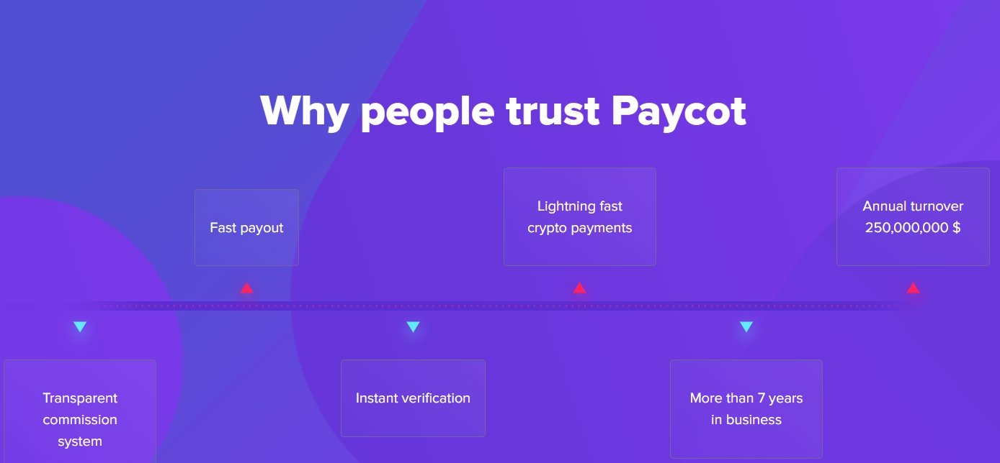 Why people trust Paycot
Fast payout
Lightning fast
crypto payments
Annual turnover
250,000,000 $
Transparent
commission
system
Instant verification
More than 7 years
in business